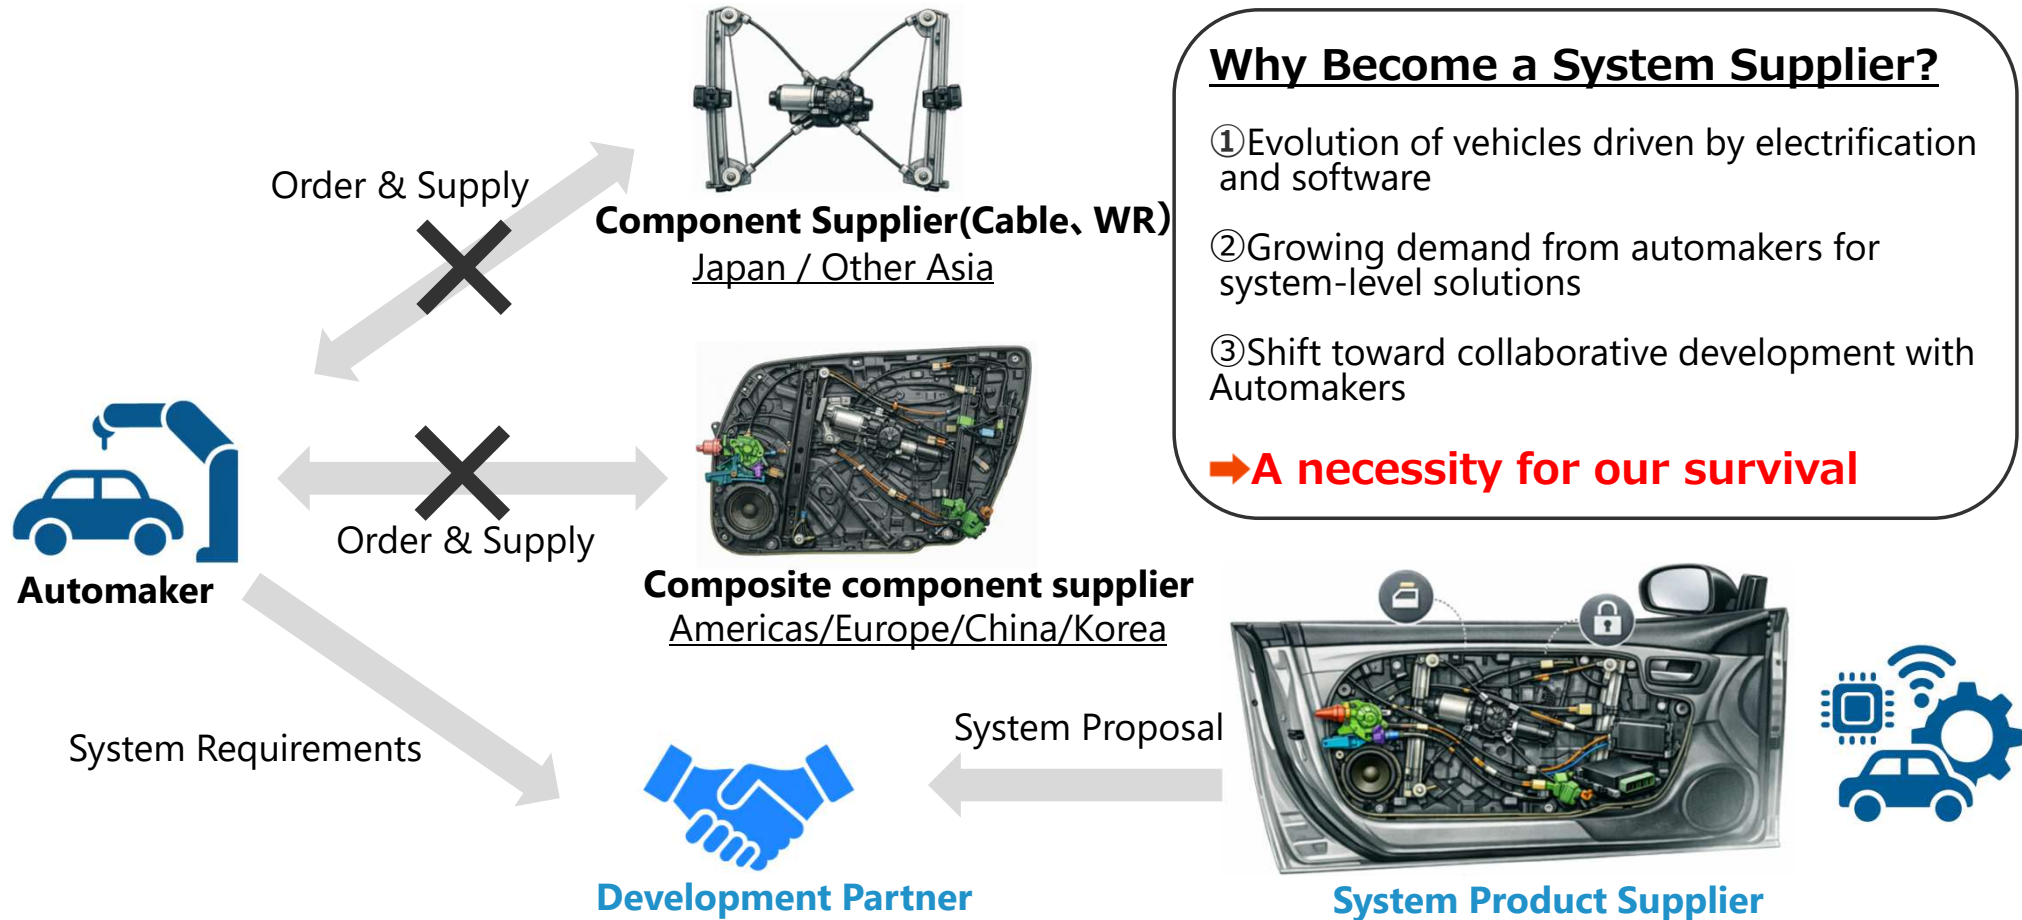 Why Become a System Supplier?
①Evolution of vehicles driven by electrification
and software
②Growing demand from automakers for
system-level solutions
③Shift toward collaborative development with
Automakers
➡A necessity for our survival
Order & Supply
Component Supplier(Cable、WR）
Japan / Other Asia
Order & Supply
Composite component supplier
Americas/Europe/China/Korea
Automaker
System Requirements
System Proposal
Development Partner
System Product Supplier